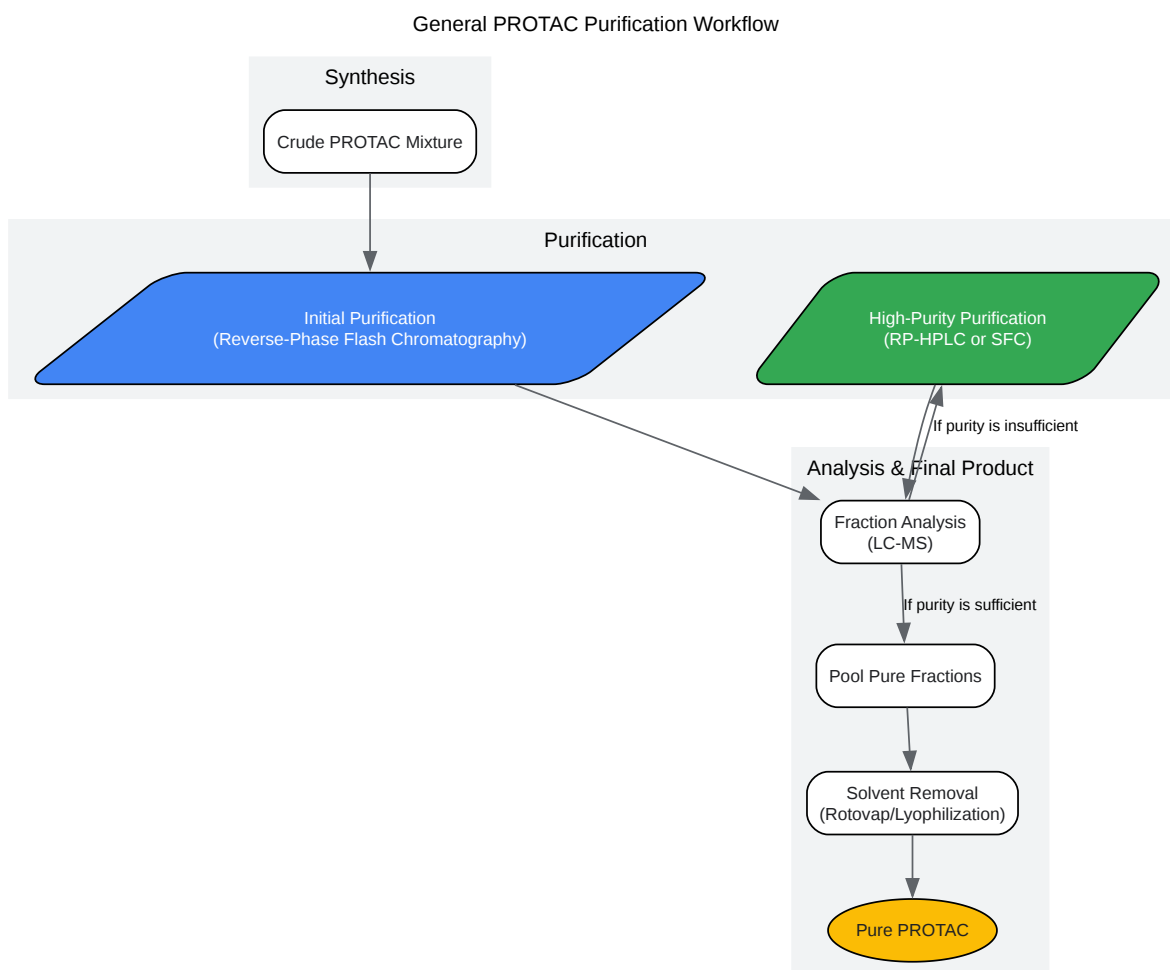 General PROTAC Purification Workflow
Synthesis
Crude PROTAC Mixture
Purification
Initial Purification
(Reverse-Phase Flash Chromatography)
High-Purity Purification
(RP-HPLC or SFC)
If purity is insufficient
Analysis & Final Product
Fraction Analysis
(LC-MS)
If purity is sufficient
Pool Pure Fractions
Solvent Removal
(Rotovap/Lyophilization)
Pure PROTAC